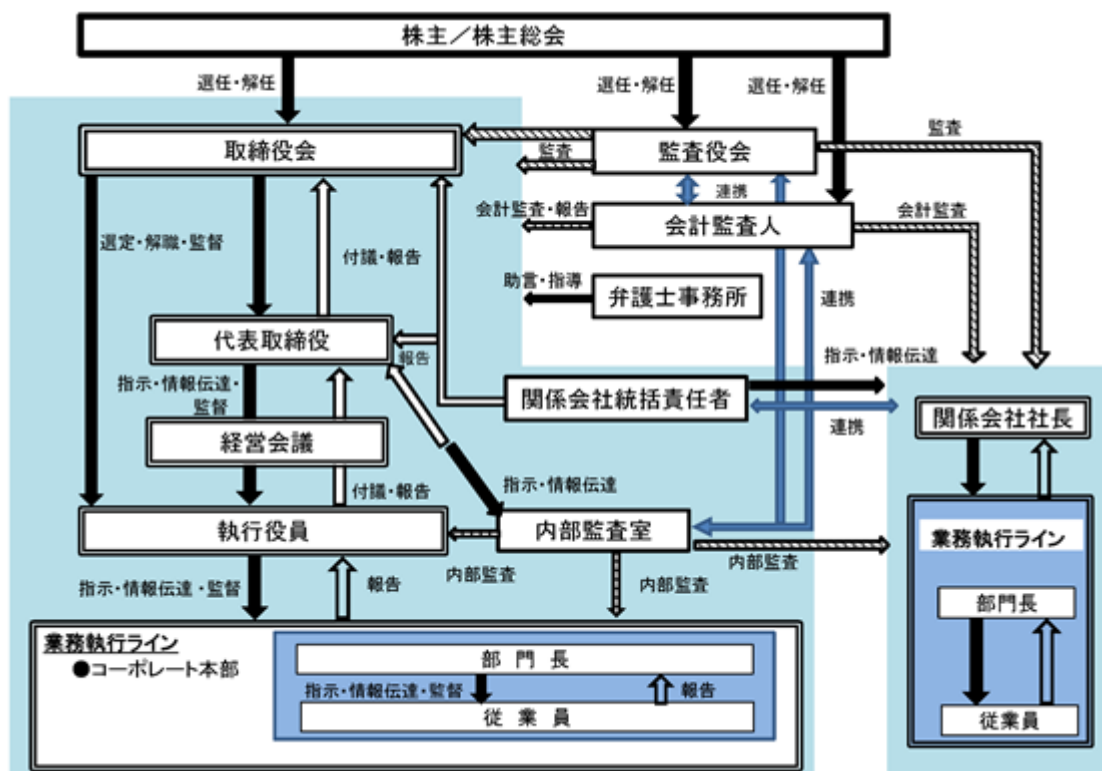 株主／株主総会
選任・解任
選任・解任
選任・解任
取締役会
監査
監査役会
監査
連携
会計監査・報告
会計監査人
会計監査
選定・解職・監督
付議・報告
助言・指導
弁護士事務所
連携
代表取締役
報告
指示・情報伝達
指示・情報伝達・
監督
関係会社統括責任者
連携
関係会社社長
経営会議
付議・報告
指示・情報伝達
執行役員
内部監査室
内部監査
内部監査
内部監査
指示・情報伝達・監督
報告
業務執行ライン
部門長
従業員
業務執行ライン
●コーポレート本部
部 門 長
指示・情報伝達・監督
報告
従 業 員